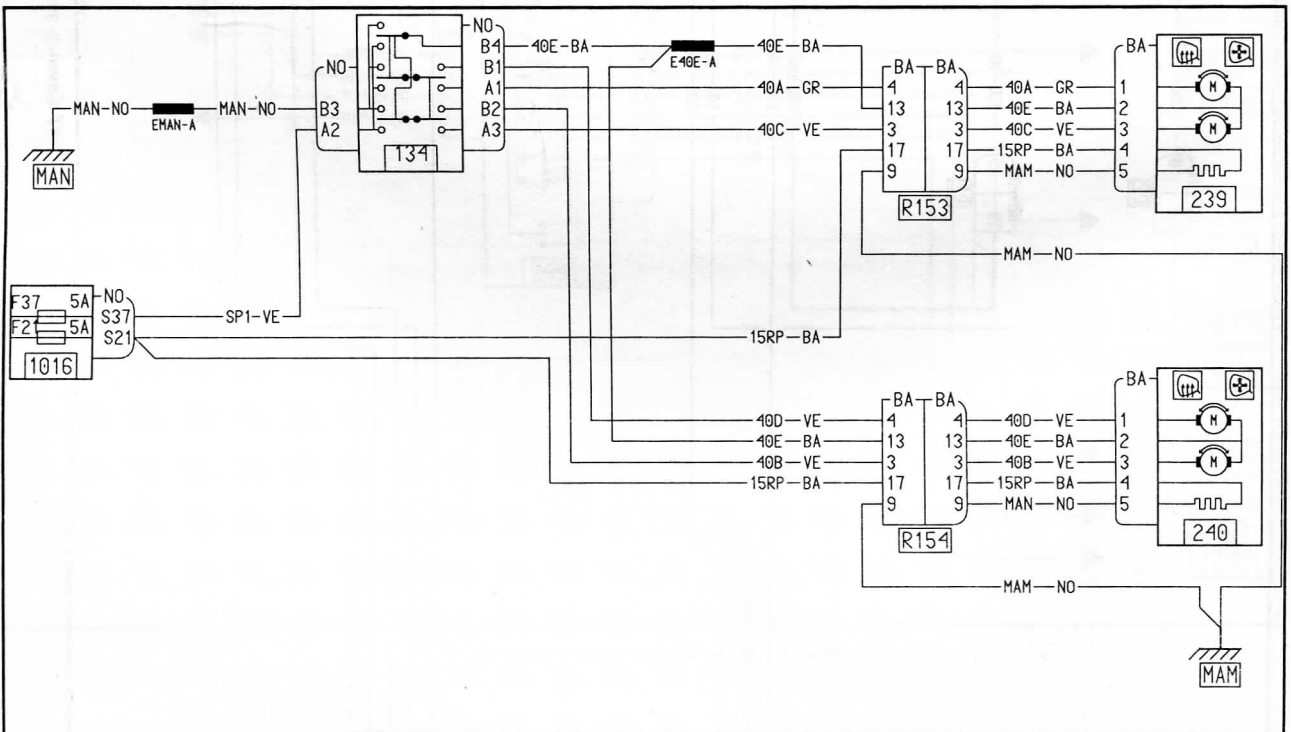 NO
B4 40E-BA E40E-A 40E-BA
B1
A1
B2
A3
NO
B3
A2
134
MAN-NO EMAN-A MAN-NO
MAN
40A-GR
40C-VE
BA BA
4 4 40A GR 1
13 13 40E BA 2
3 3 40C VE 3
17 17 15RP-BA 4
9 9 MAM-NO 5
R153
BA
M
M
239
MAM-NO
F37 5A NO
S37 SP1-VE
F21 5A
S21 15RP-BA
1016
BA BA
40D-VE 4 4 40D-VE 1
40E-BA 13 13 40E-BA 2
40B-VE 3 3 40B-VE 3
15RP-BA 17 17 15RP-BA 4
9 9 MAN-NO 5
R154
BA
M
M
240
MAM-NO
MAM